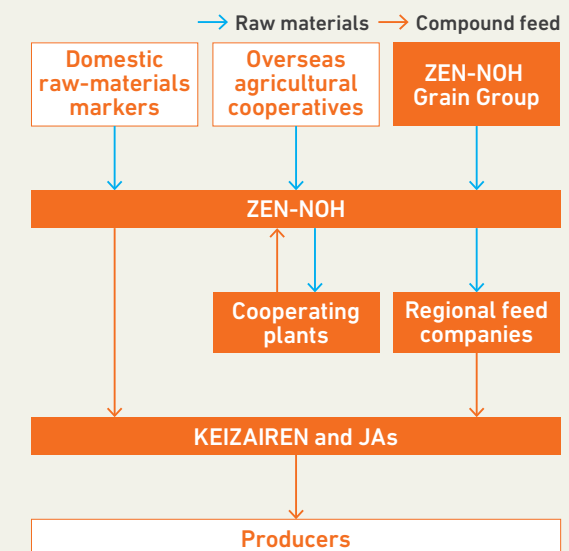 Raw materials Compound feed
Domestic
raw-materials
markers
Overseas
agricultural
cooperatives
ZEN-NOH
Grain Group
ZEN-NOH
Cooperating
plants
Regional feed
companies
KEIZAIREN and JAs
Producers